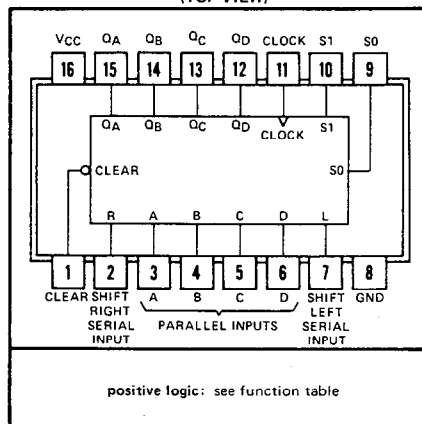 (TOP VIEW)
VCC QA QB QC QD CLOCK S1 S0
16 15 14 13 12 11 10 9
QA QB QC QD CLOCK S1
CLEAR
S0
R A B C D L
1 2 3 4 5 6 7 8
CLEAR SHIFT RIGHT SERIAL INPUT A B C D SHIFT LEFT SERIAL INPUT GND
PARALLEL INPUTS
positive logic: see function table